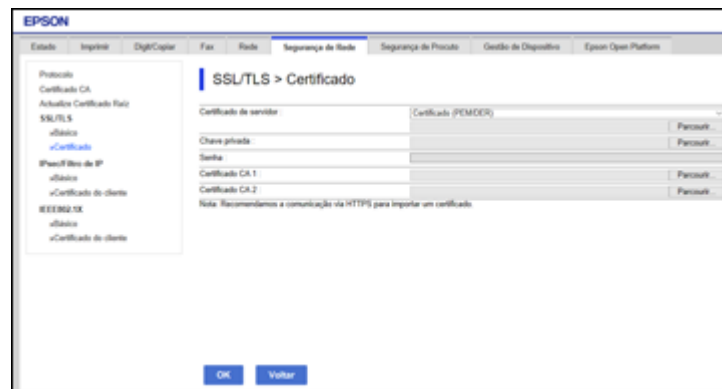 EPSON
Estado Imprimir Digit/Copiar Fax Rede Segurança de Rede Segurança de Procuto Gestão de Dispositivo Epson Open Platform
Protocolo
Certificado CA
Actualize Certificado Raiz
SSL/TLS
»Básico
»Certificado
IPsec/Filtro de IP
»Básico
»Certificado do cliente
IEEE802.1X
»Básico
»Certificado do cliente
SSL/TLS > Certificado
Certificado de servidor : Certificado (PEM/DER)
Parcourir...
Chave privada : Parcourir...
Senha :
Certificado CA 1 : Parcourir...
Certificado CA 2 : Parcourir...
Nota: Recomendamos a comunicação via HTTPS para importar um certificado.
OK Voltar